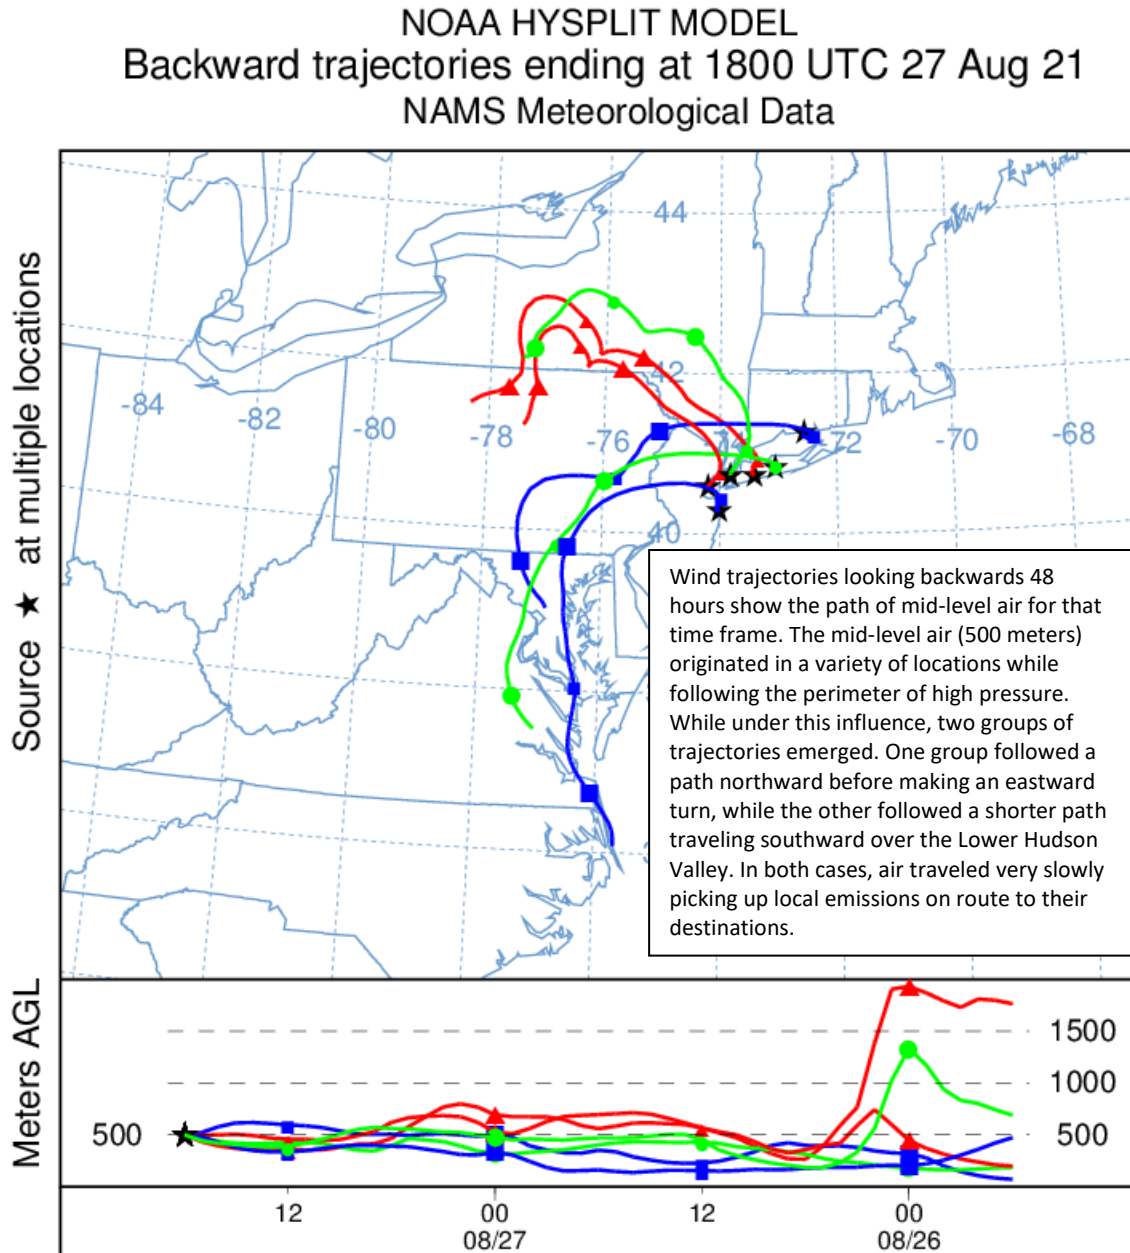 NOAA HYSPLIT MODEL
Backward trajectories ending at 1800 UTC 27 Aug 21
NAMS Meteorological Data
Source ★ at multiple locations
44
42
-84
-82
-80
-78
-76
-74
-72
-70
-68
40
Wind trajectories looking backwards 48
hours show the path of mid-level air for that
time frame. The mid-level air (500 meters)
originated in a variety of locations while
following the perimeter of high pressure.
While under this influence, two groups of
trajectories emerged. One group followed a
path northward before making an eastward
turn, while the other followed a shorter path
traveling southward over the Lower Hudson
Valley. In both cases, air traveled very slowly
picking up local emissions on route to their
destinations.
Meters AGL
1500
1000
500
500
12
00
12
00
08/27
08/26